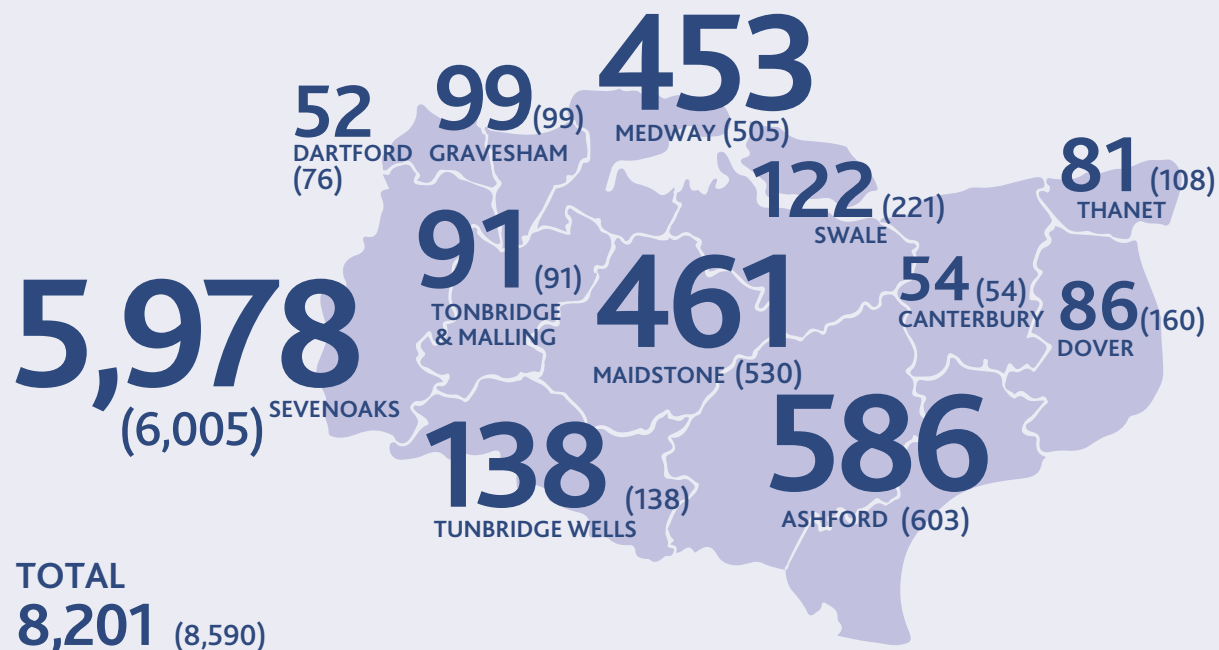 453
MEDWAY (505)
52
DARTFORD
(76)
99 (99)
GRAVESHAM
122 (221)
SWALE
81 (108)
THANET
91 (91)
TONBRIDGE
& MALLING
461
MAIDSTONE (530)
54 (54)
CANTERBURY
86 (160)
DOVER
5,978
(6,005) SEVENOAKS
138 (138)
TUNBRIDGE WELLS
586
ASHFORD (603)
TOTAL
8,201 (8,590)